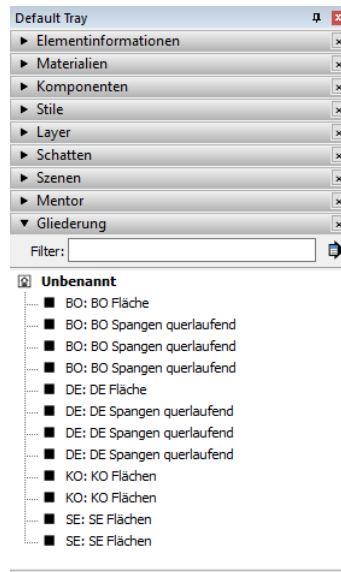 Default Tray
Elementinformationen
Materialien
Komponenten
Stile
Layer
Schatten
Szenen
Mentor
Gliederung
Filter:
Unbenannt
BO: BO Fläche
BO: BO Spangen querlaufend
BO: BO Spangen querlaufend
BO: BO Spangen querlaufend
DE: DE Fläche
DE: DE Spangen querlaufend
DE: DE Spangen querlaufend
DE: DE Spangen querlaufend
KO: KO Flächen
KO: KO Flächen
SE: SE Flächen
SE: SE Flächen